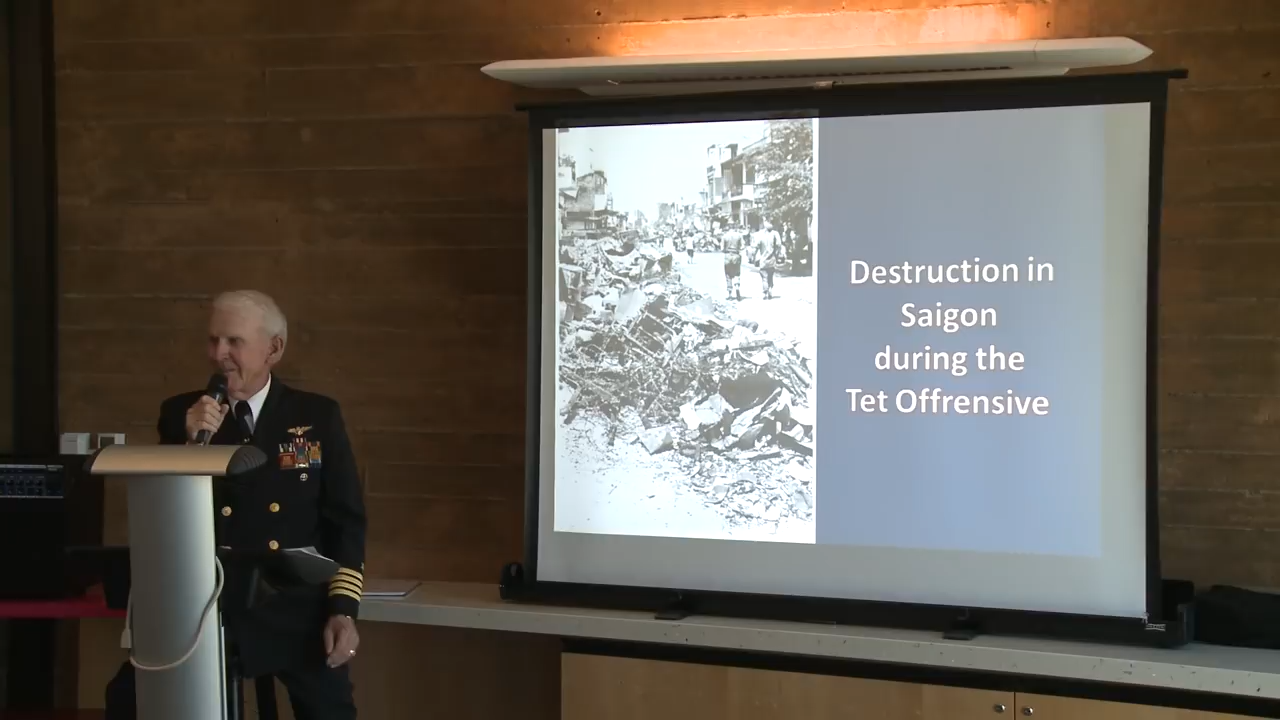 Destruction in
Saigon
during the
Tet Offrensive